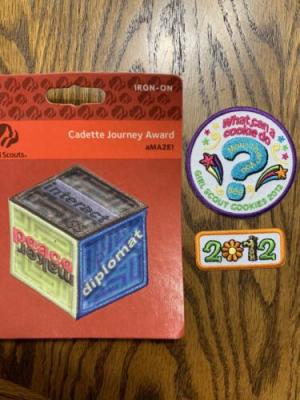 IRON-ON
Cadette Journey Award
aMAZE!
l Scouts.
Interact
Peace
diplomat
What can a
cookie do
?
GIRL SCOUT COOKIES 2012
2012